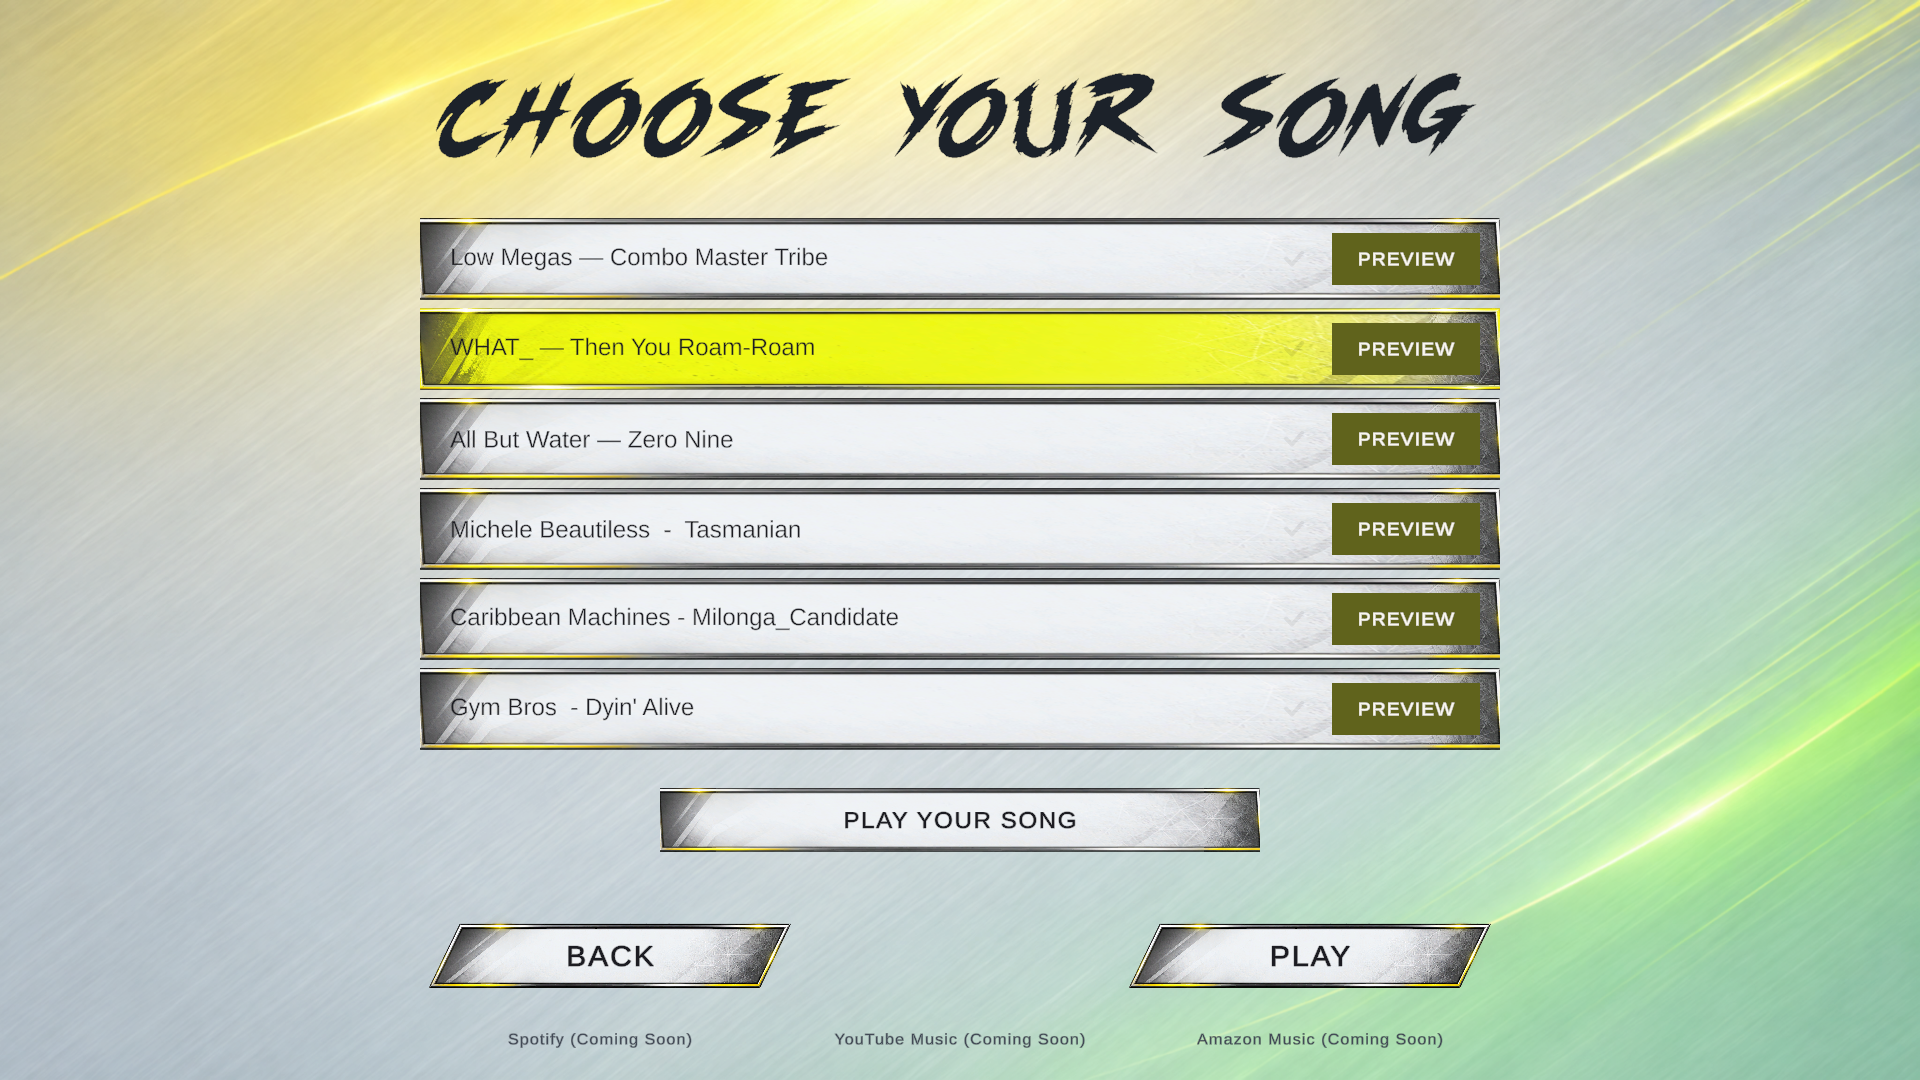 CHOOSE YOUR SONG
Low Megas — Combo Master Tribe PREVIEW
WHAT_ — Then You Roam-Roam PREVIEW
All But Water — Zero Nine PREVIEW
Michele Beautiless - Tasmanian PREVIEW
Caribbean Machines - Milonga_Candidate PREVIEW
Gym Bros - Dyin' Alive PREVIEW
PLAY YOUR SONG
BACK PLAY
Spotify (Coming Soon) YouTube Music (Coming Soon) Amazon Music (Coming Soon)